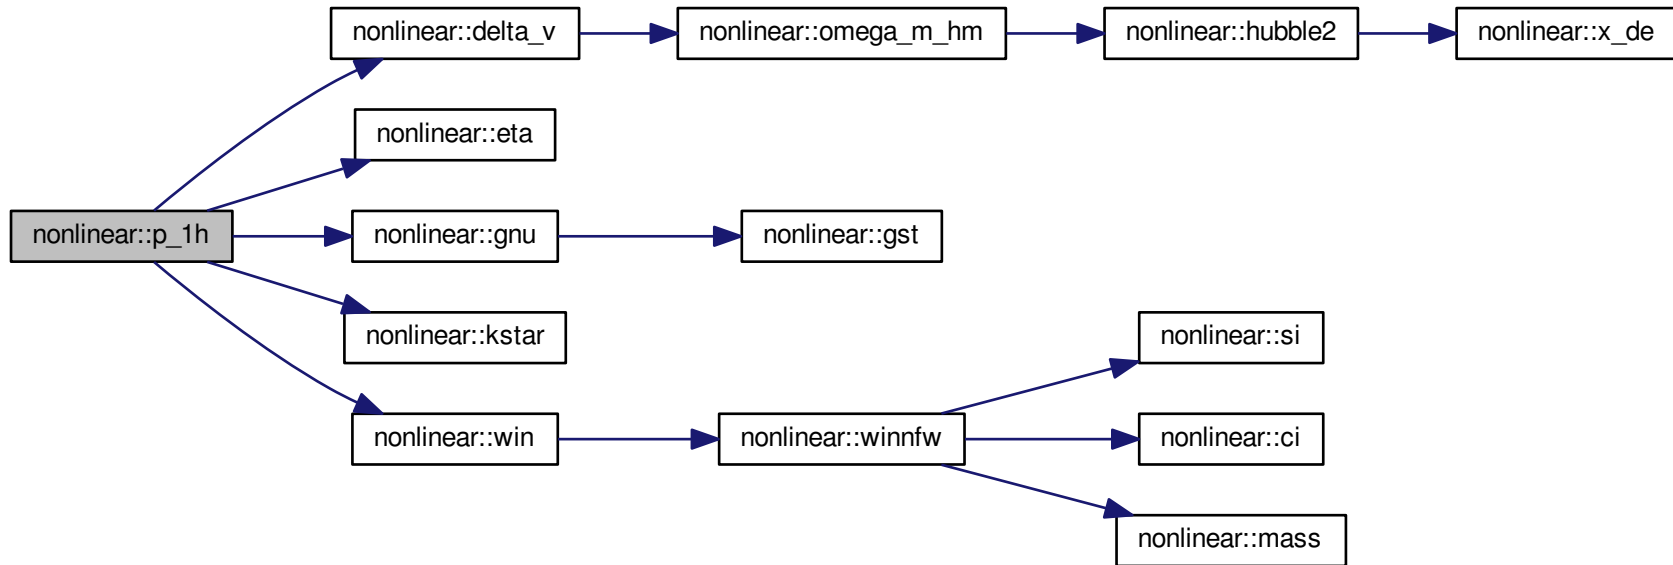 nonlinear::delta_v
nonlinear::omega_m_hm
nonlinear::hubble2
nonlinear::x_de
nonlinear::eta
nonlinear::p_1h
nonlinear::gnu
nonlinear::gst
nonlinear::kstar
nonlinear::si
nonlinear::win
nonlinear::winnfw
nonlinear::ci
nonlinear::mass